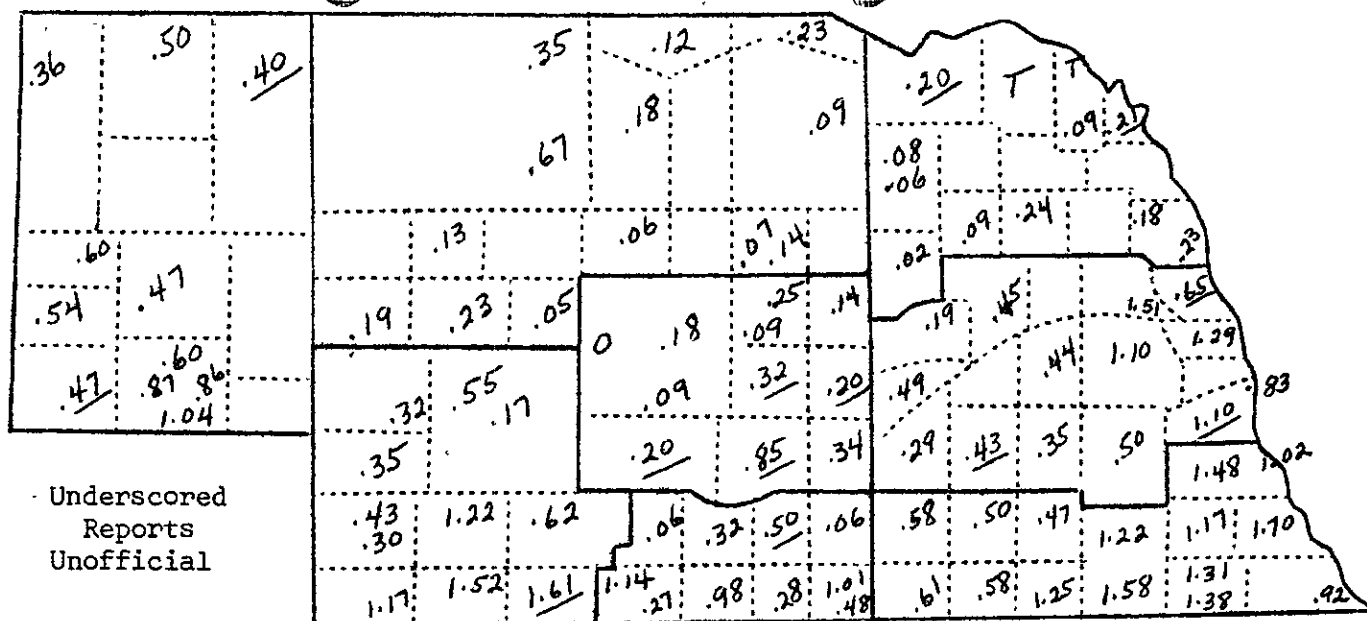 .36 .50 .40 .35 .12 .23
.20 T T
.67 .18 .09 .09 .21
.08
.06
.13 .06 .07 .14 .02 .09 .24 .18 .23
.60
.54 .47 .19 .23 .05 0 .18 .25 .09 .14 .19 1.51 .65
.60
.47 .87 .86 .32 .55 .17 .09 .32 .20 .49 .44 1.10 1.29 .83
1.04
.35 .20 .85 .34 .29 .43 .35 .50 1.10
1.48 1.02
Underscored
Reports
Unofficial
.43 1.22 .62 .06 .32 .50 .06 .58 .50 .47 1.22 1.17 1.70
.30
1.17 1.52 1.61 1.14 .27 .98 .28 1.01 .48 .61 .58 1.25 1.58 1.31 .92
1.38